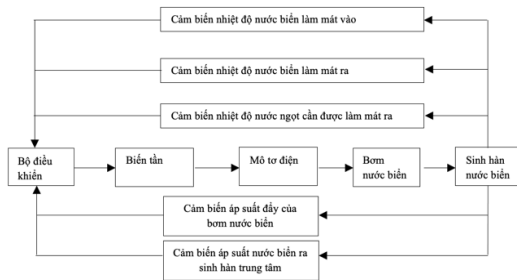 Cảm biến nhiệt độ nước biển làm mát vào
Cảm biến nhiệt độ nước biển làm mát ra
Cảm biến nhiệt độ nước ngọt cần được làm mát ra
Bộ điều
khiển
Biến tần
Mô tơ điện
Bơm
nước biển
Sinh hàn
nước biển
Cảm biến áp suất đẩy của
bơm nước biển
Cảm biến áp suất nước biển ra
sinh hàn trung tâm